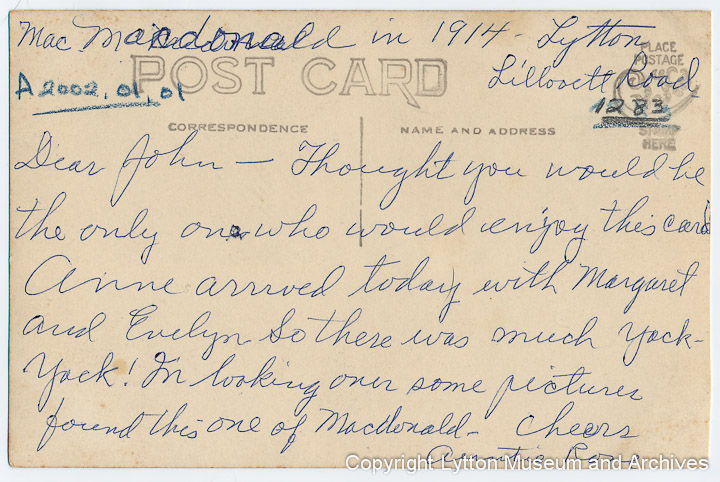 Mac Macdonald in 1914 - Lytton
Lillooett Road
PLACE
POSTAGE
STAMP
HERE
POST CARD
A2002.01.01
1283
CORRESPONDENCE
NAME AND ADDRESS
Dear John - Thought you would be
the only one who would enjoy this card
Anne arrived today with Margaret
and Evelyn So there was much Yack-
Yack! In looking over some pictures
found this one of Macdonald - Cheers
Auntie
Copyright Lytton Museum and Archives